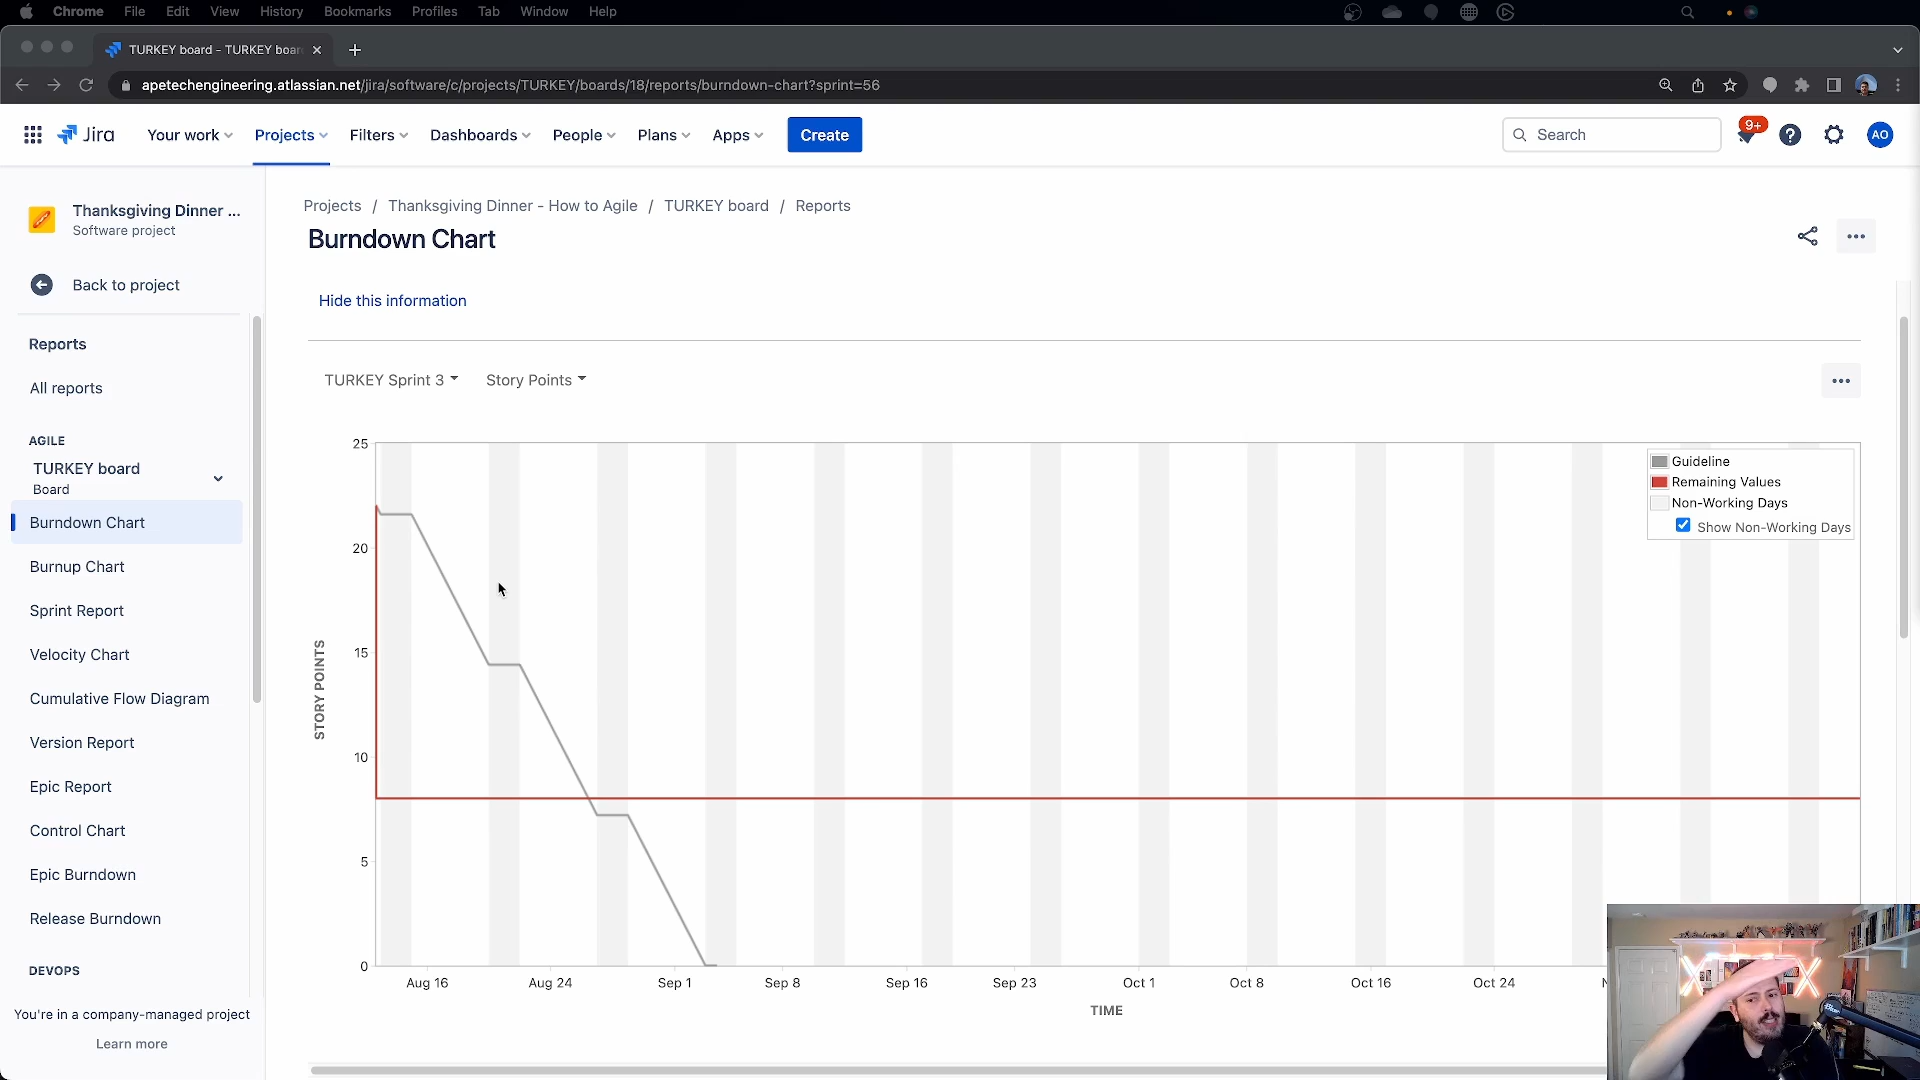 Chrome File Edit View History Bookmarks Profiles Tab Window Help
TURKEY board - TURKEY boar
apetechengineering.atlassian.net/jira/software/c/projects/TURKEY/boards/18/reports/burndown-chart?sprint=56
Jira Your work Projects Filters Dashboards People Plans Apps Create Search 9+ AO
Thanksgiving Dinner ...
Software project
Back to project
Reports
All reports
AGILE
TURKEY board
Board
Burndown Chart
Burnup Chart
Sprint Report
Velocity Chart
Cumulative Flow Diagram
Version Report
Epic Report
Control Chart
Epic Burndown
Release Burndown
DEVOPS
You're in a company-managed project
Learn more
Projects / Thanksgiving Dinner - How to Agile / TURKEY board / Reports
Burndown Chart
Hide this information
TURKEY Sprint 3 Story Points
Guideline
Remaining Values
Non-Working Days
Show Non-Working Days
STORY POINTS
25
20
15
10
5
0
Aug 16 Aug 24 Sep 1 Sep 8 Sep 16 Sep 23 Oct 1 Oct 8 Oct 16 Oct 24
TIME